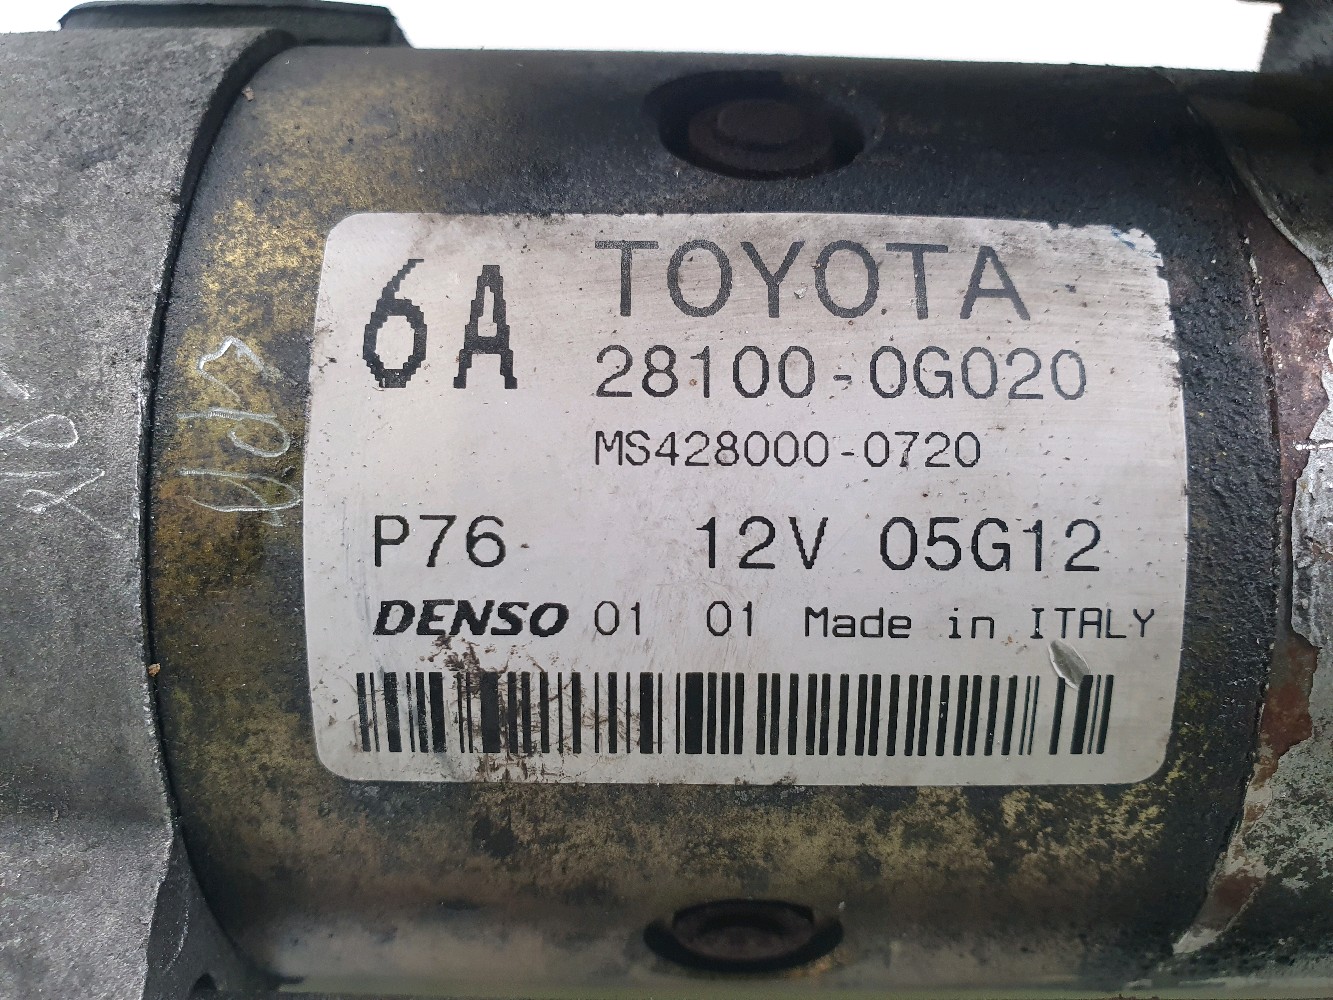 6A TOYOTA
28100-0G020
MS428000-0720
P76 12V 05G12
DENSO 01 01 Made in ITALY